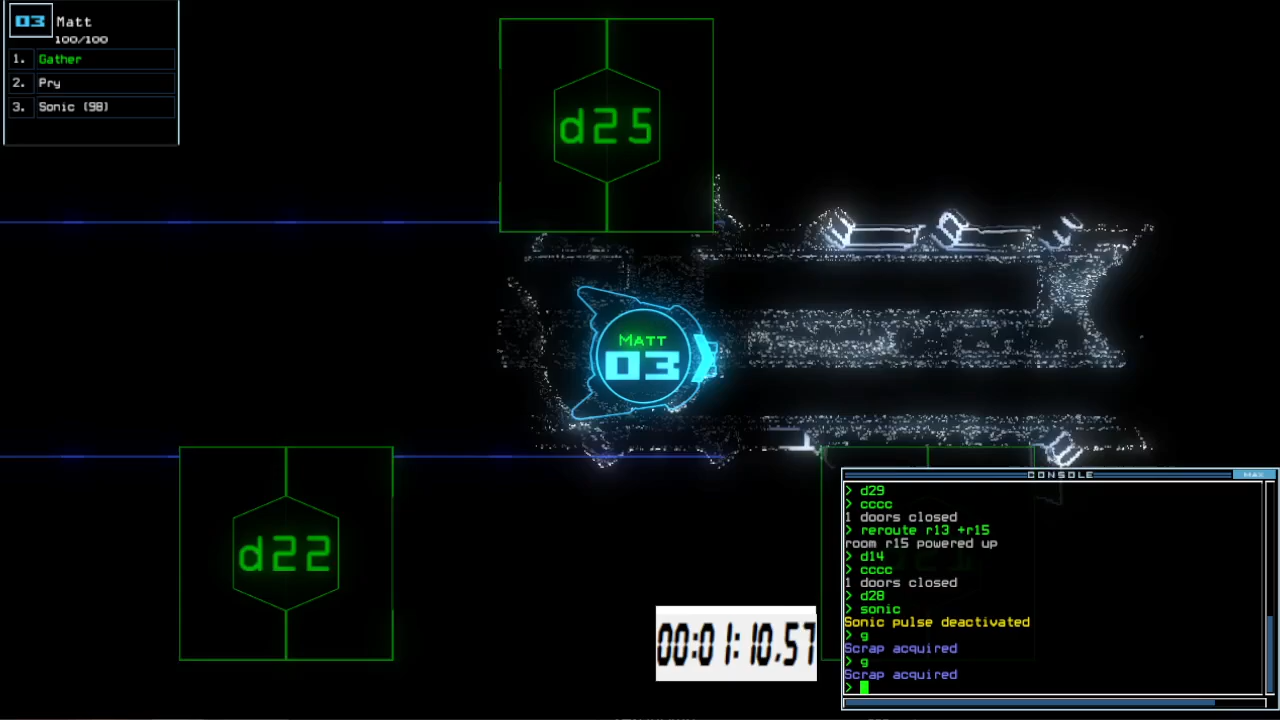 03 Matt
100/100
1. Gather
2. Pry
3. Sonic (98)
d25
Matt
03
d22
CONSOLE
MAX
> d29
> cccc
1 doors closed
> reroute r13 +r15
room r15 powered up
> d14
> cccc
1 doors closed
> d28
> sonic
Sonic pulse deactivated
> g
Scrap acquired
> g
Scrap acquired
>
00:01:10.57